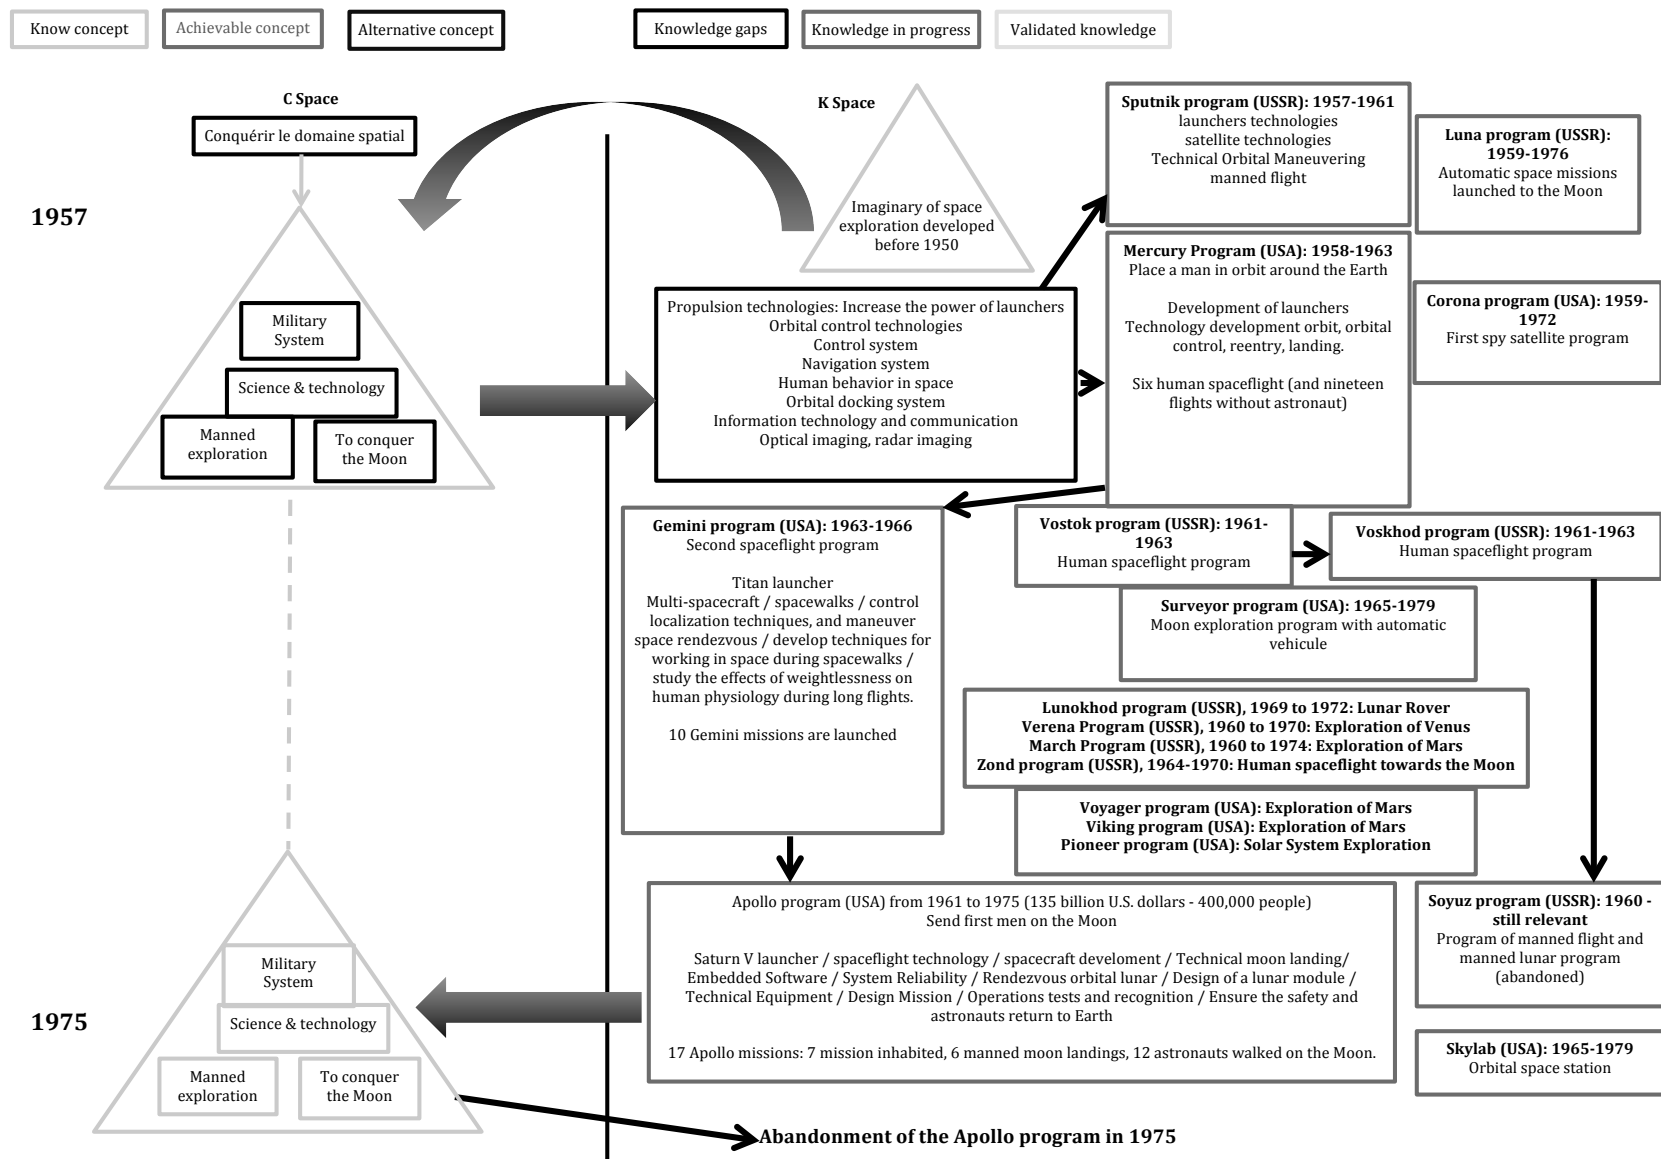 Know concept
Achievable concept
Alternative concept
Knowledge gaps
Knowledge in progress
Validated knowledge
C Space
Conquérir le domaine spatial
1957
Military
System
Science & technology
Manned
exploration
To conquer
the Moon
K Space
Imaginary of space
exploration developed
before 1950
Propulsion technologies: Increase the power of launchers
Orbital control technologies
Control system
Navigation system
Human behavior in space
Orbital docking system
Information technology and communication
Optical imaging, radar imaging
Sputnik program (USSR): 1957-1961
launchers technologies
satellite technologies
Technical Orbital Maneuvering
manned flight
Luna program (USSR):
1959-1976
Automatic space missions
launched to the Moon
Mercury Program (USA): 1958-1963
Place a man in orbit around the Earth
Development of launchers
Technology development orbit, orbital
control, reentry, landing.
Six human spaceflight (and nineteen
flights without astronaut)
Corona program (USA): 1959-
1972
First spy satellite program
Gemini program (USA): 1963-1966
Second spaceflight program
Titan launcher
Multi-spacecraft / spacewalks / control
localization techniques, and maneuver
space rendezvous / develop techniques for
working in space during spacewalks /
study the effects of weightlessness on
human physiology during long flights.
10 Gemini missions are launched
Vostok program (USSR): 1961-
1963
Human spaceflight program
Voskhod program (USSR): 1961-1963
Human spaceflight program
Surveyor program (USA): 1965-1979
Moon exploration program with automatic
vehicule
Lunokhod program (USSR), 1969 to 1972: Lunar Rover
Verena Program (USSR), 1960 to 1970: Exploration of Venus
March Program (USSR), 1960 to 1974: Exploration of Mars
Zond program (USSR), 1964-1970: Human spaceflight towards the Moon
Voyager program (USA): Exploration of Mars
Viking program (USA): Exploration of Mars
Pioneer program (USA): Solar System Exploration
Apollo program (USA) from 1961 to 1975 (135 billion U.S. dollars - 400,000 people)
Send first men on the Moon
Saturn V launcher / spaceflight technology / spacecraft develoment / Technical moon landing/
Embedded Software / System Reliability / Rendezvous orbital lunar / Design of a lunar module /
Technical Equipment / Design Mission / Operations tests and recognition / Ensure the safety and
astronauts return to Earth
17 Apollo missions: 7 mission inhabited, 6 manned moon landings, 12 astronauts walked on the Moon.
Soyuz program (USSR): 1960 -
still relevant
Program of manned flight and
manned lunar program
(abandoned)
Skylab (USA): 1965-1979
Orbital space station
1975
Military
System
Science & technology
Manned
exploration
To conquer
the Moon
Abandonment of the Apollo program in 1975